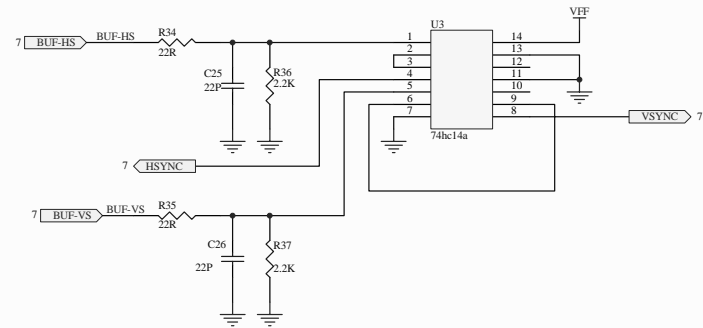 U3
VFF
R34
7 BUF-HS BUF-HS
22R
C25
22P
R36
2.2K
1 14
2 13
3 12
4 11
5 10
6 9
7 8
74hc14a
VSYNC 7
7 HSYNC
R35
7 BUF-VS BUF-VS
22R
C26
22P
R37
2.2K